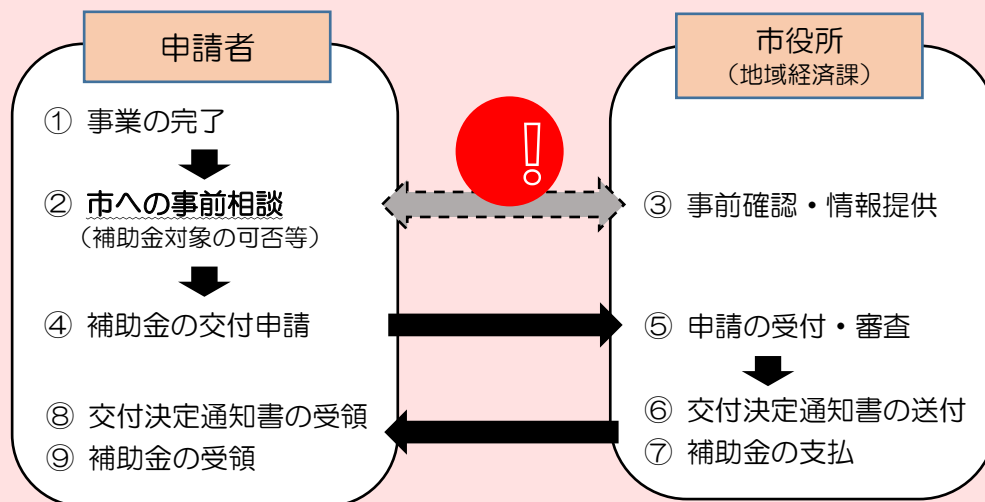 申請者
① 事業の完了
② 市への事前相談
（補助金対象の可否等）
④ 補助金の交付申請
⑧ 交付決定通知書の受領
⑨ 補助金の受領
!
市役所
（地域経済課）
③ 事前確認・情報提供
⑤ 申請の受付・審査
⑥ 交付決定通知書の送付
⑦ 補助金の支払